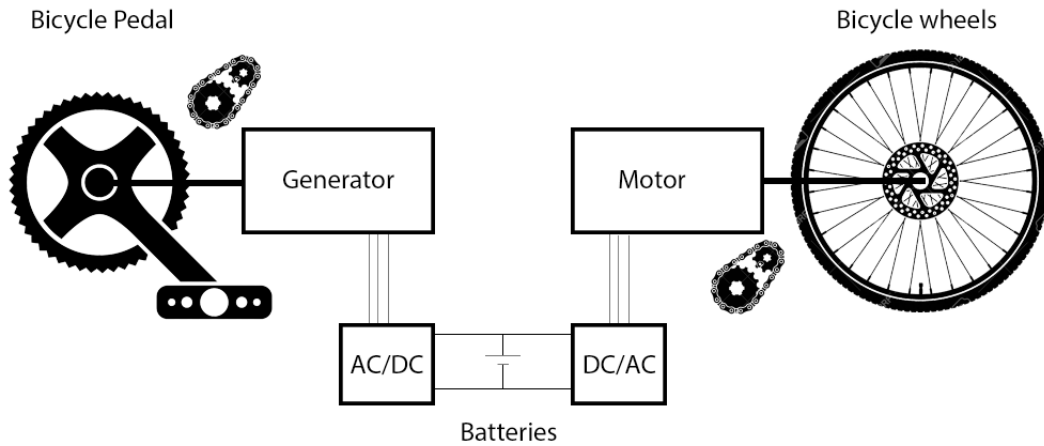 Bicycle Pedal
Bicycle wheels
Generator
Motor
AC/DC
DC/AC
Batteries